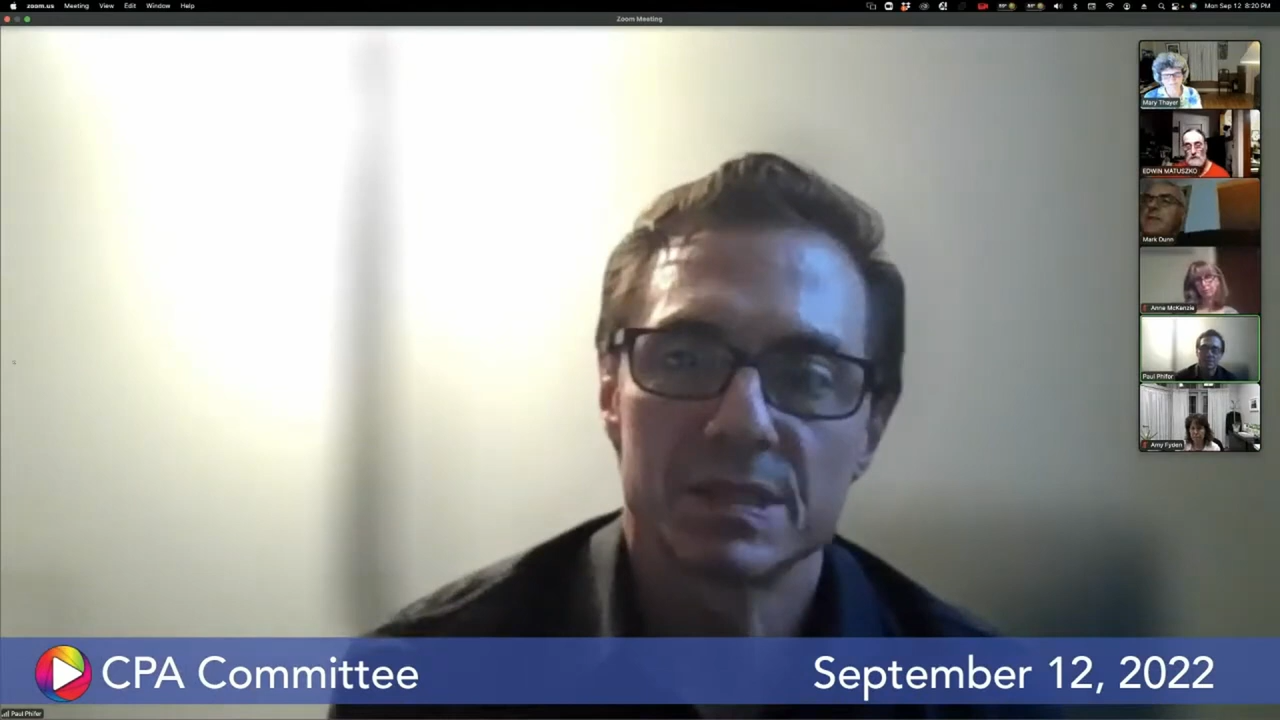 zoom.us Meeting View Edit Window Help
Mon Sep 12 8:20 PM
Zoom Meeting
Mary Thayer
EDWIN MATUSZKO
Mark Dunn
Anne McKenzie
Paul Phifer
Amy Fyden
CPA Committee
September 12, 2022
Paul Phifer